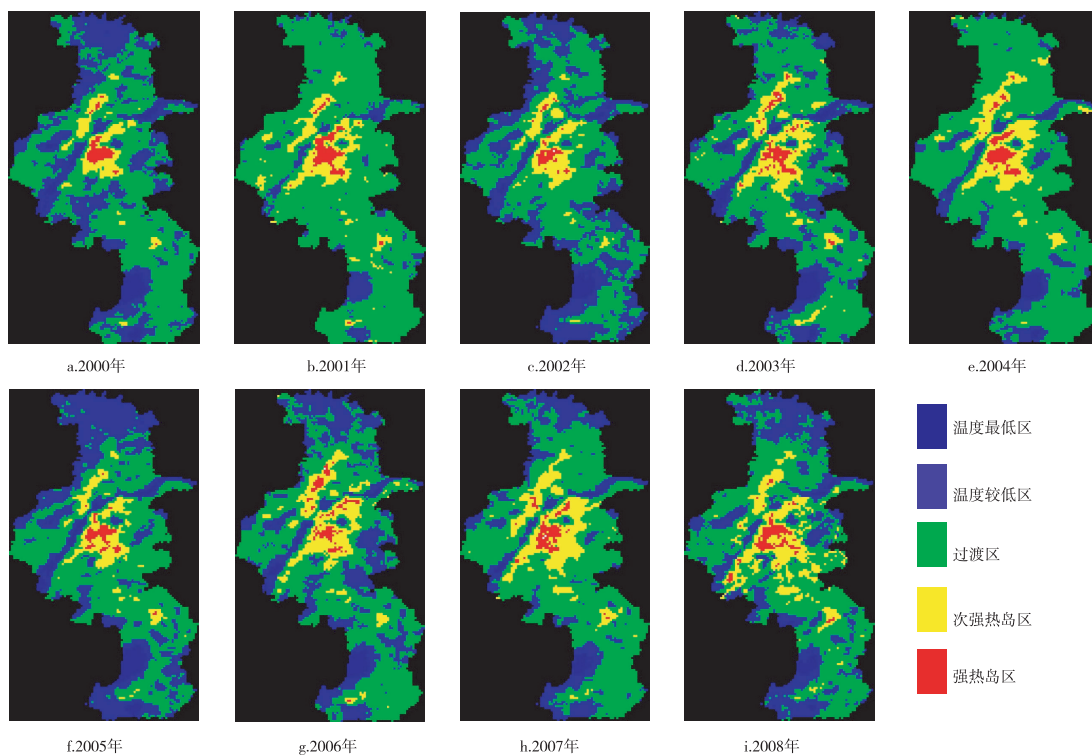 a.2000年
b.2001年
c.2002年
d.2003年
e.2004年
温度最低区
温度较低区
过渡区
次强热岛区
强热岛区
f.2005年
g.2006年
h.2007年
i.2008年